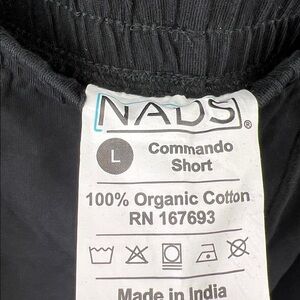 NADS®
L
Commando
Short
100% Organic Cotton
RN 167693
Made in India